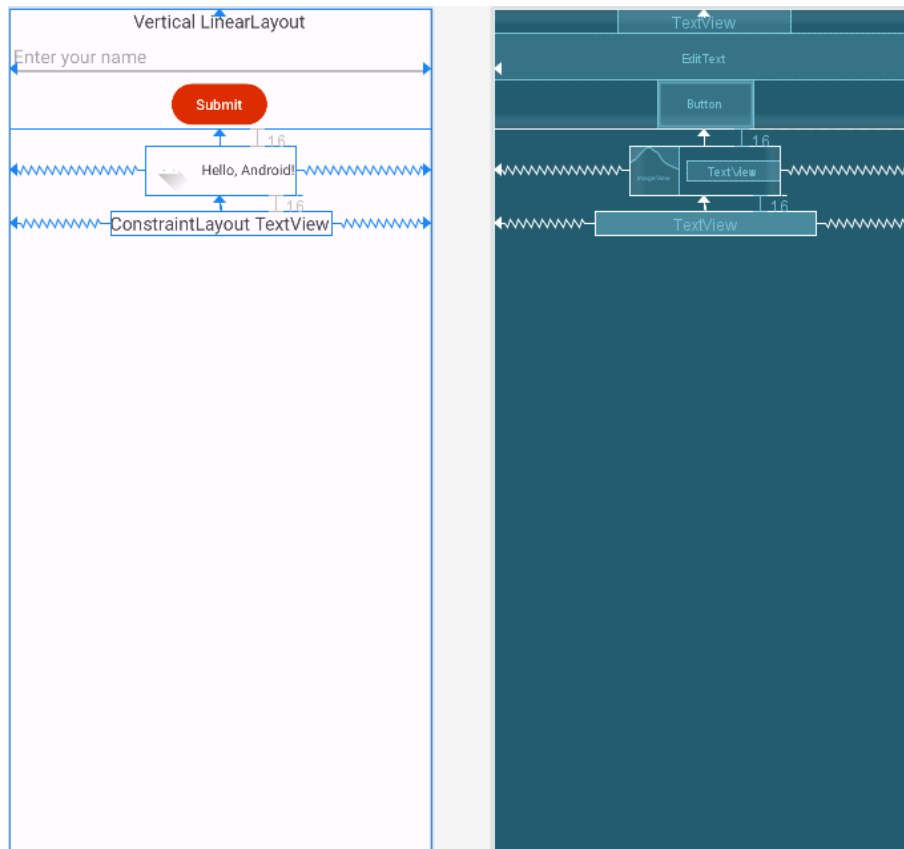 Vertical LinearLayout
Enter your name
Submit
16
Hello, Android!
16
ConstraintLayout TextView
TextView
EditText
Button
16
ImageView
TextView
16
TextView